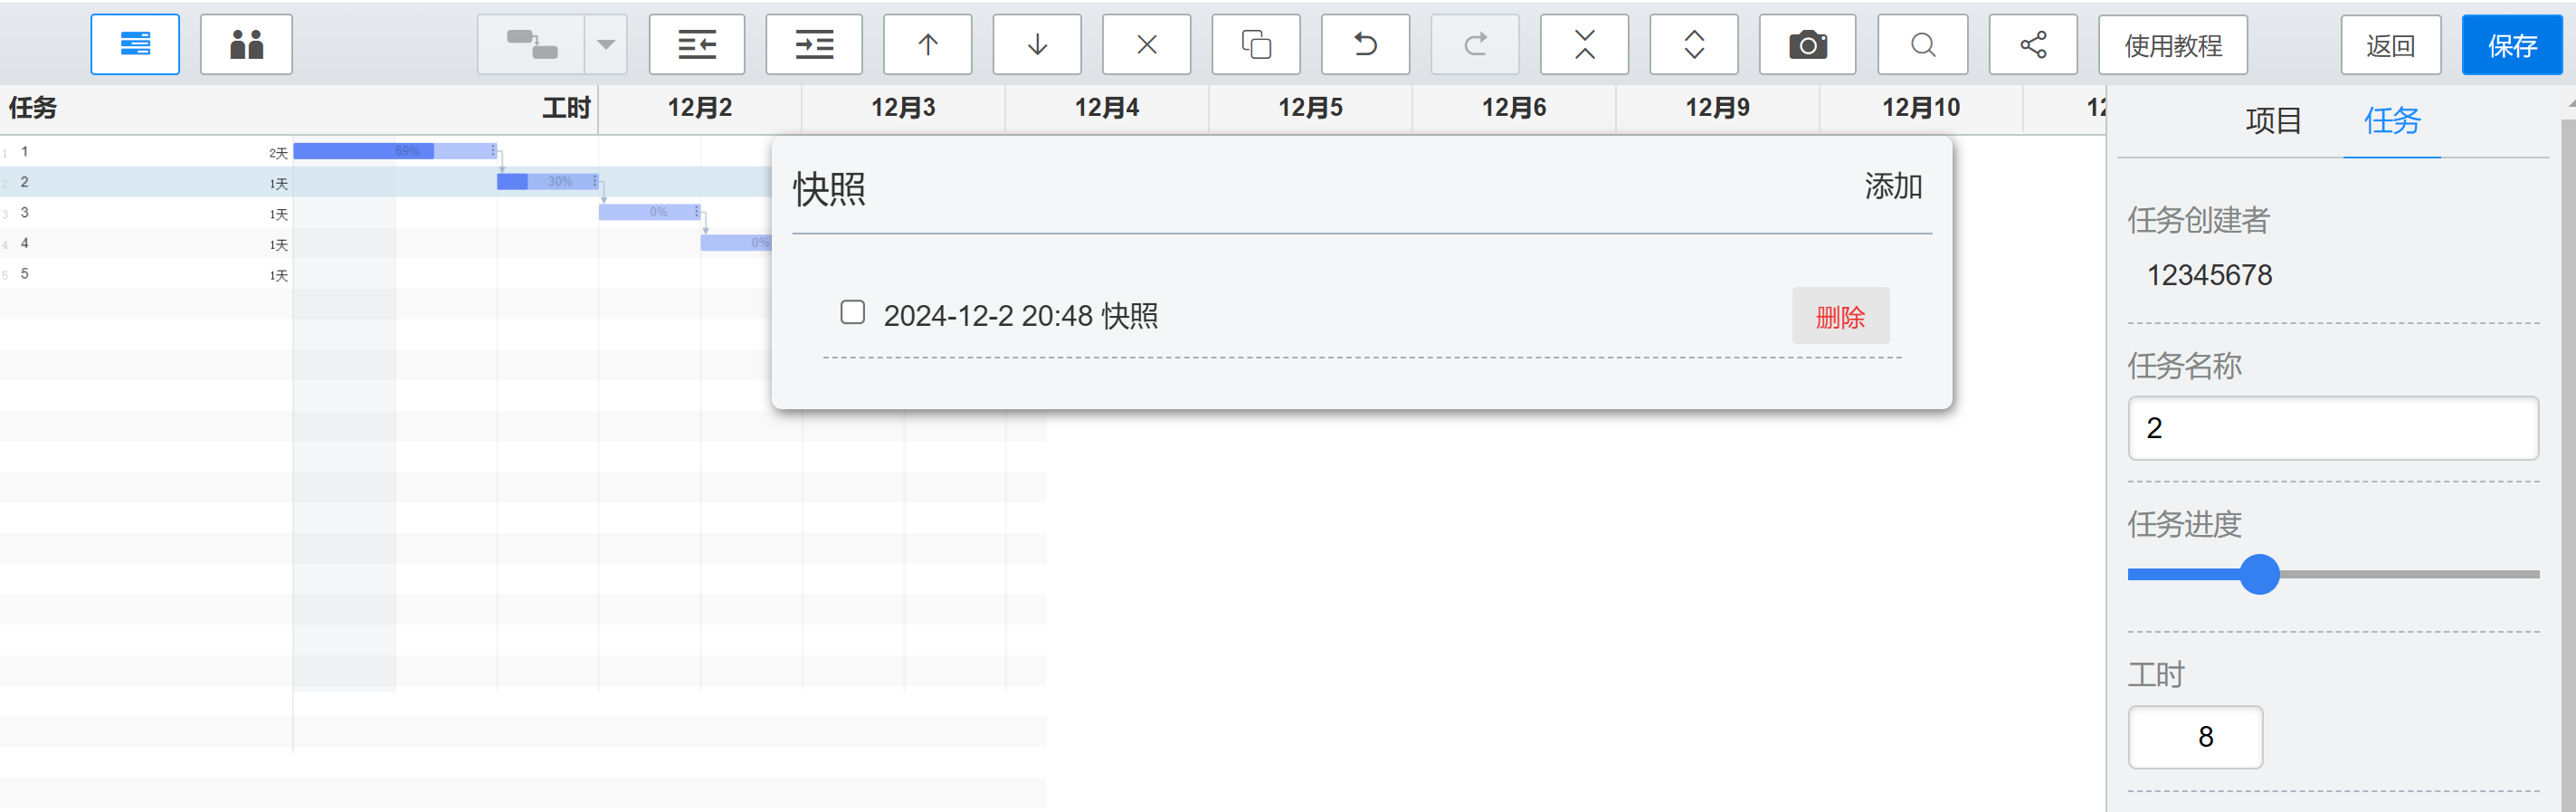 使用教程 返回 保存
任务 工时 12月2 12月3 12月4 12月5 12月6 12月9 12月10
项目 任务
1 1 2天 69%
2 2 1天 30%
3 3 1天 0%
4 4 1天 0%
5 5 1天
快照 添加
2024-12-2 20:48 快照 删除
任务创建者
12345678
任务名称
2
任务进度
工时
8